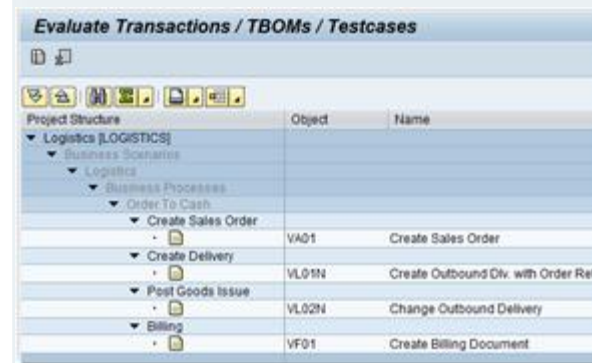 Evaluate Transactions / TBOMs / Testcases
Project Structure Object Name
Logistics [LOGISTICS]
Business Scenarios
Logistics
Business Processes
Order To Cash
Create Sales Order
VA01 Create Sales Order
Create Delivery
VL01N Create Outbound Dlv. with Order Ref
Post Goods Issue
VL02N Change Outbound Delivery
Billing
VF01 Create Billing Document